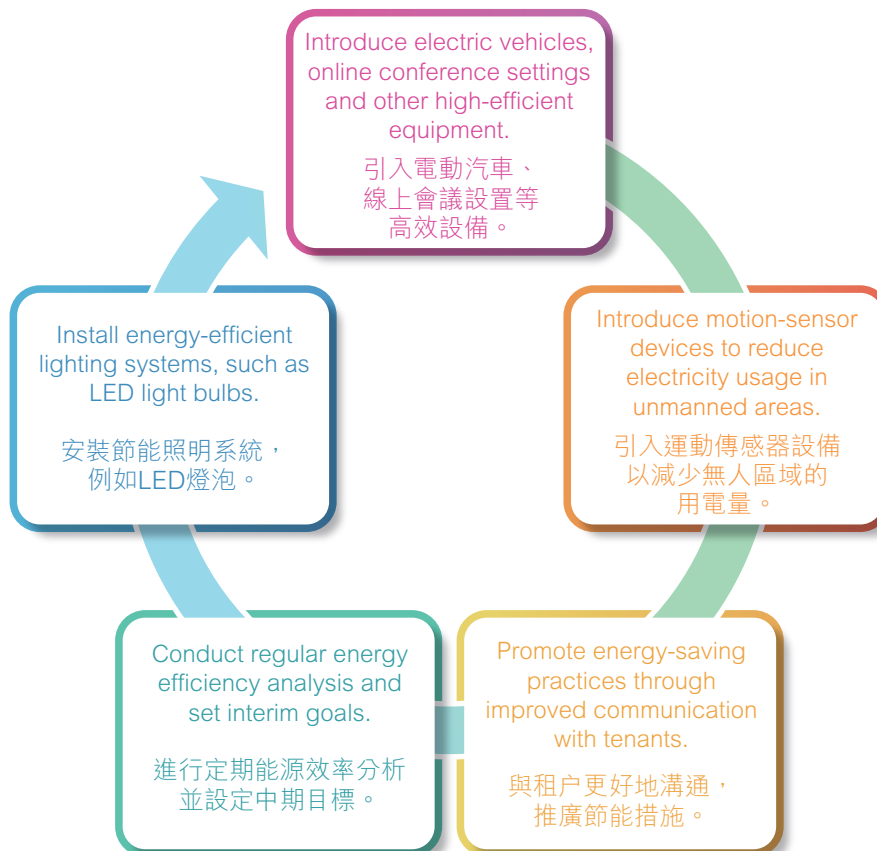 Introduce electric vehicles,
online conference settings
and other high-efficient
equipment.
引入電動汽車、
線上會議設置等
高效設備。
Introduce motion-sensor
devices to reduce
electricity usage in
unmanned areas.
引入運動傳感器設備
以減少無人區域的
用電量。
Promote energy-saving
practices through
improved communication
with tenants.
與租户更好地溝通，
推廣節能措施。
Conduct regular energy
efficiency analysis and
set interim goals.
進行定期能源效率分析
並設定中期目標。
Install energy-efficient
lighting systems, such as
LED light bulbs.
安裝節能照明系統，
例如LED燈泡。